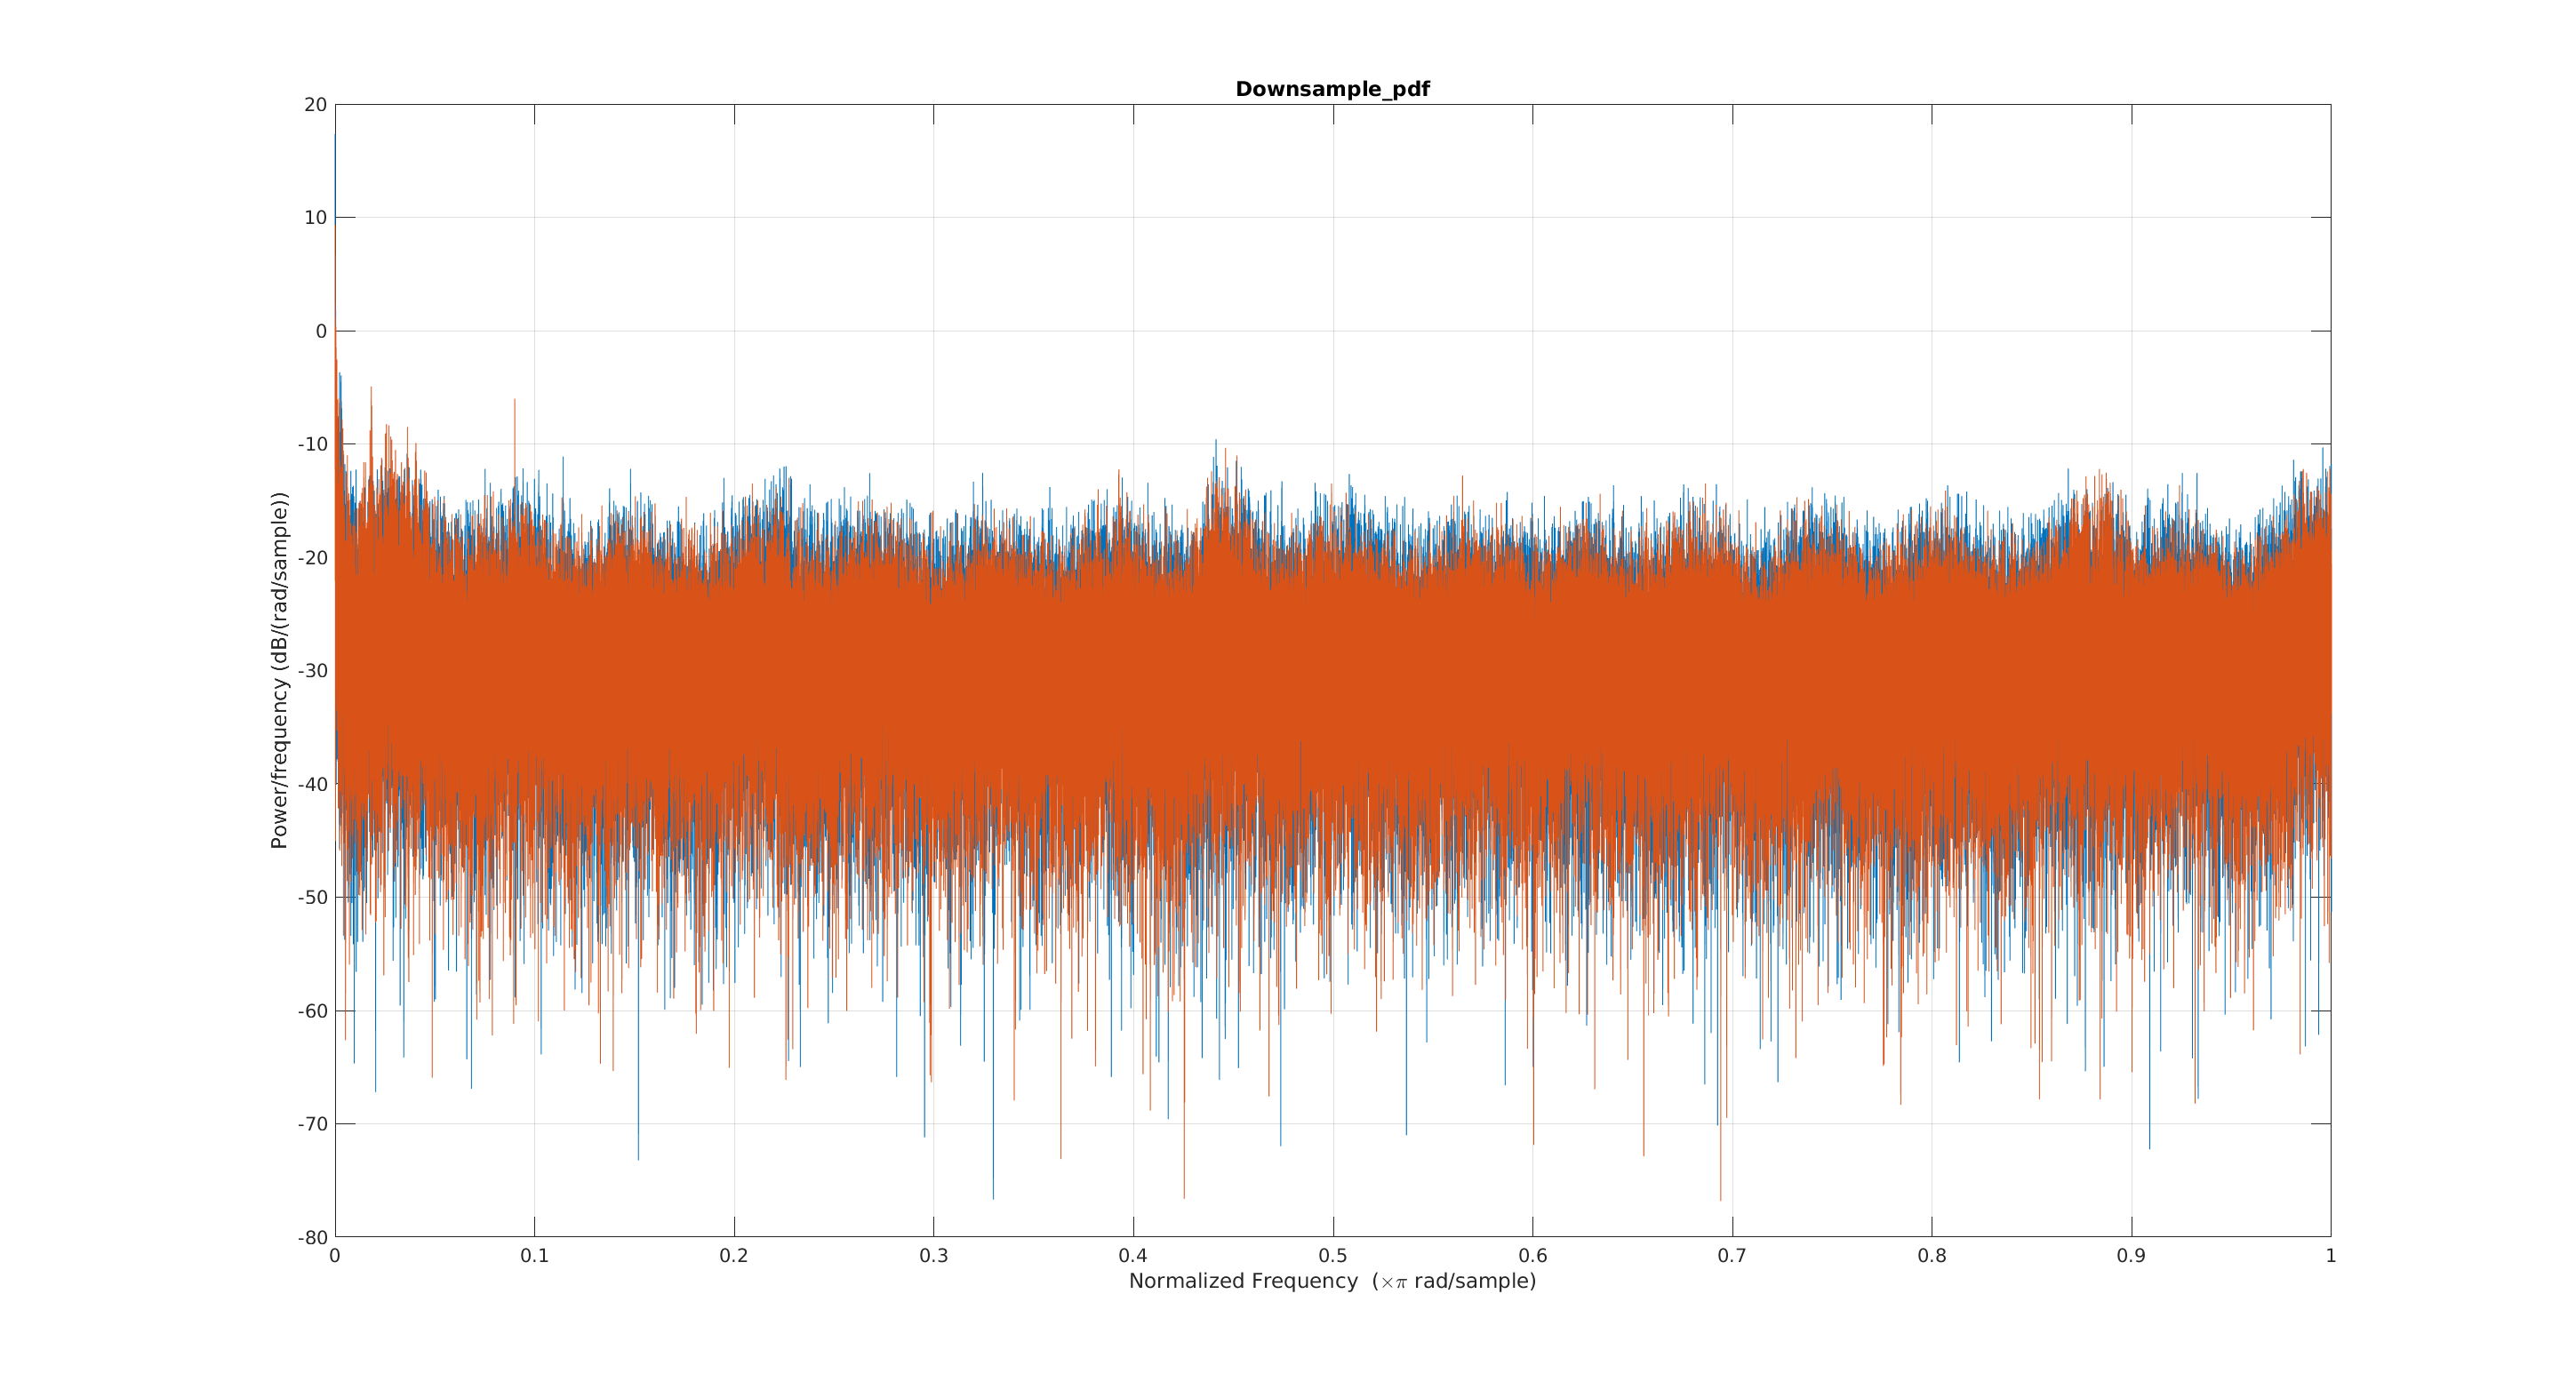 Downsample_pdf
20
10
0
-10
-20
-30
-40
-50
-60
-70
-80
Power/frequency (dB/(rad/sample))
0 0.1 0.2 0.3 0.4 0.5 0.6 0.7 0.8 0.9 1
Normalized Frequency (×π rad/sample)